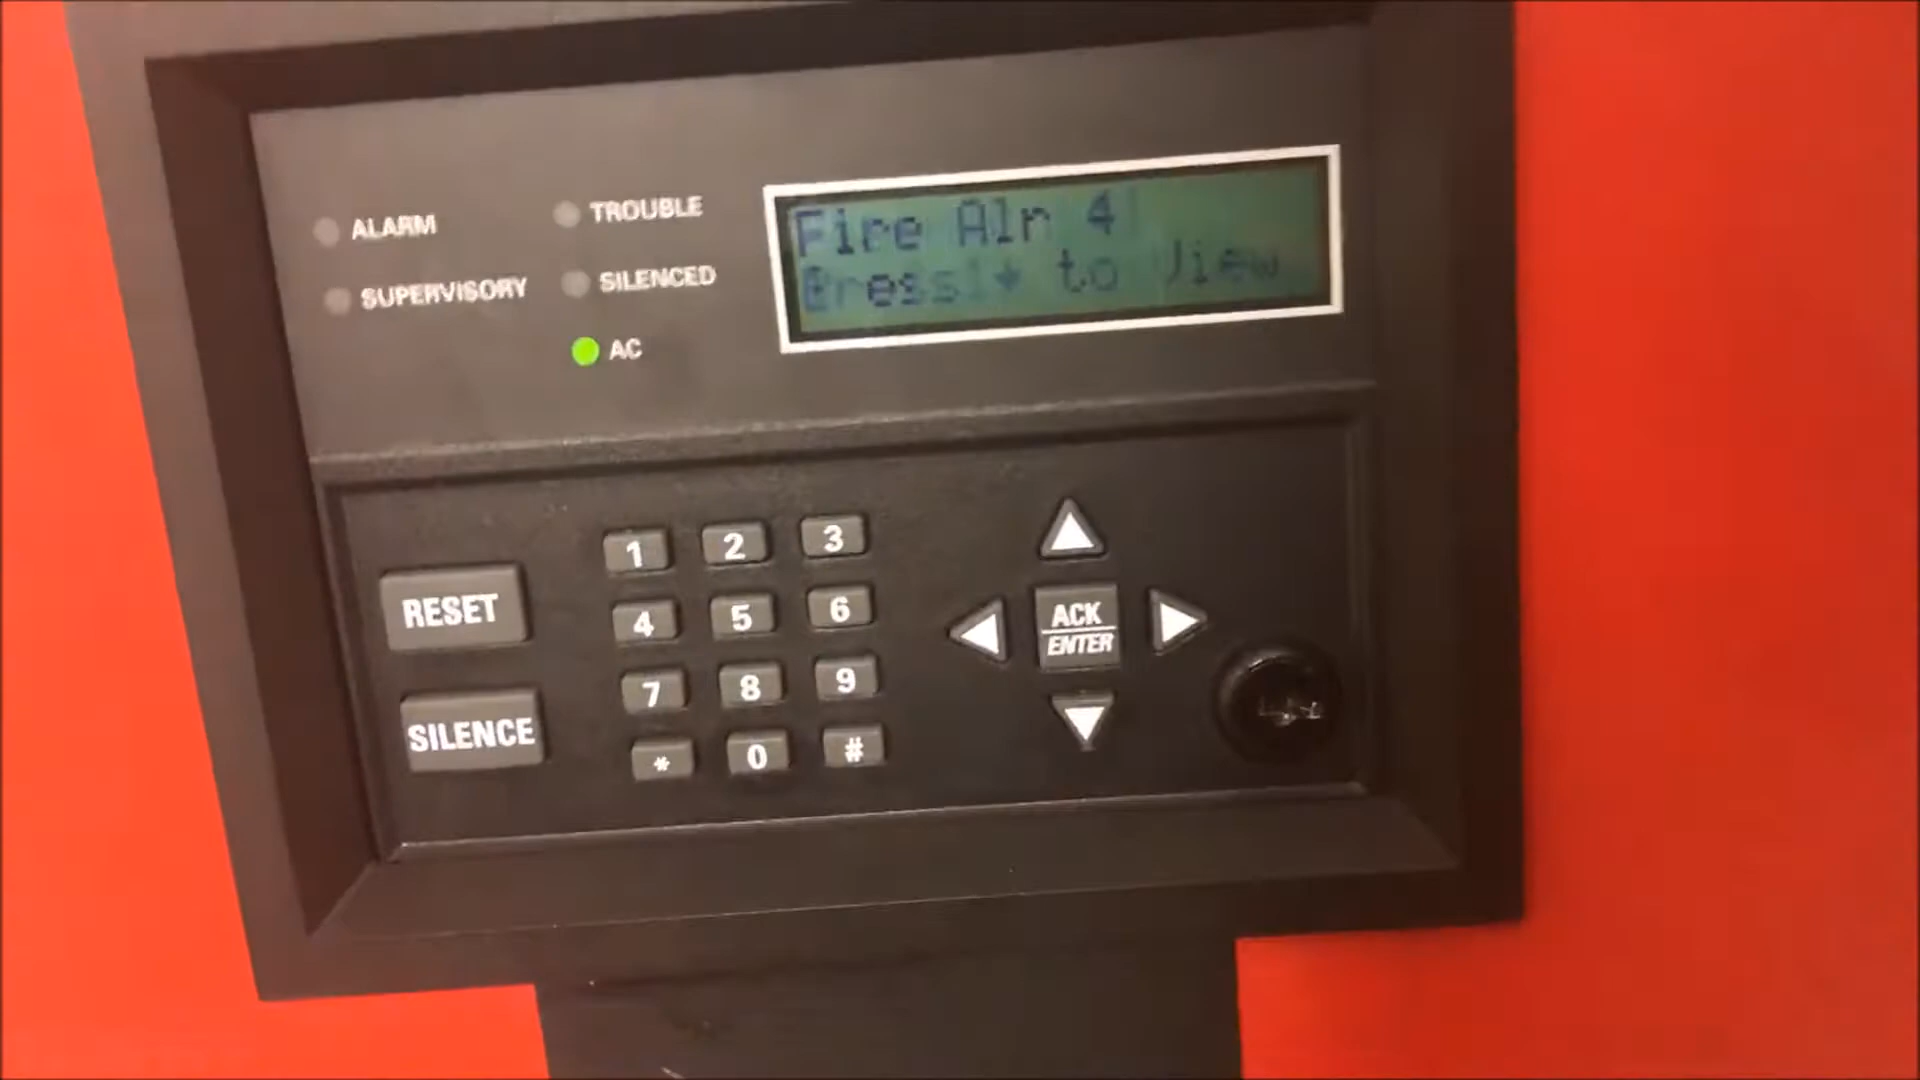 ALARM
TROUBLE
SUPERVISORY
SILENCED
AC
Fire Alm 4
Press ↓ to View
RESET
SILENCE
1 2 3
4 5 6
7 8 9
* 0 #
ACK
ENTER